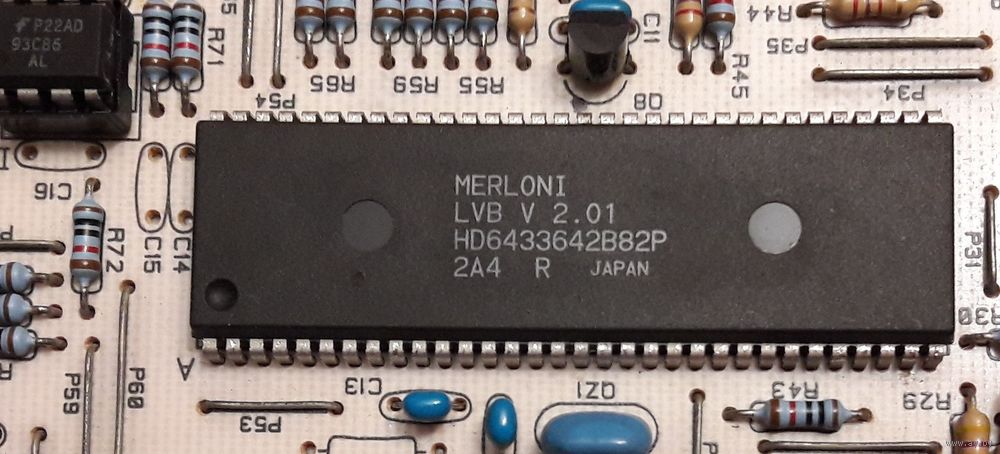 P22AD
93C86
AL
R71
P54
R65
R59
R55
C11
Q8
R45
R44
P35
P34
C16
R72
C15
C14
MERLONI
LVB V 2.01
HD6433642B82P
2A4 R JAPAN
P31
R30
A
P59
P60
P53
C13
QZ1
R43
R29